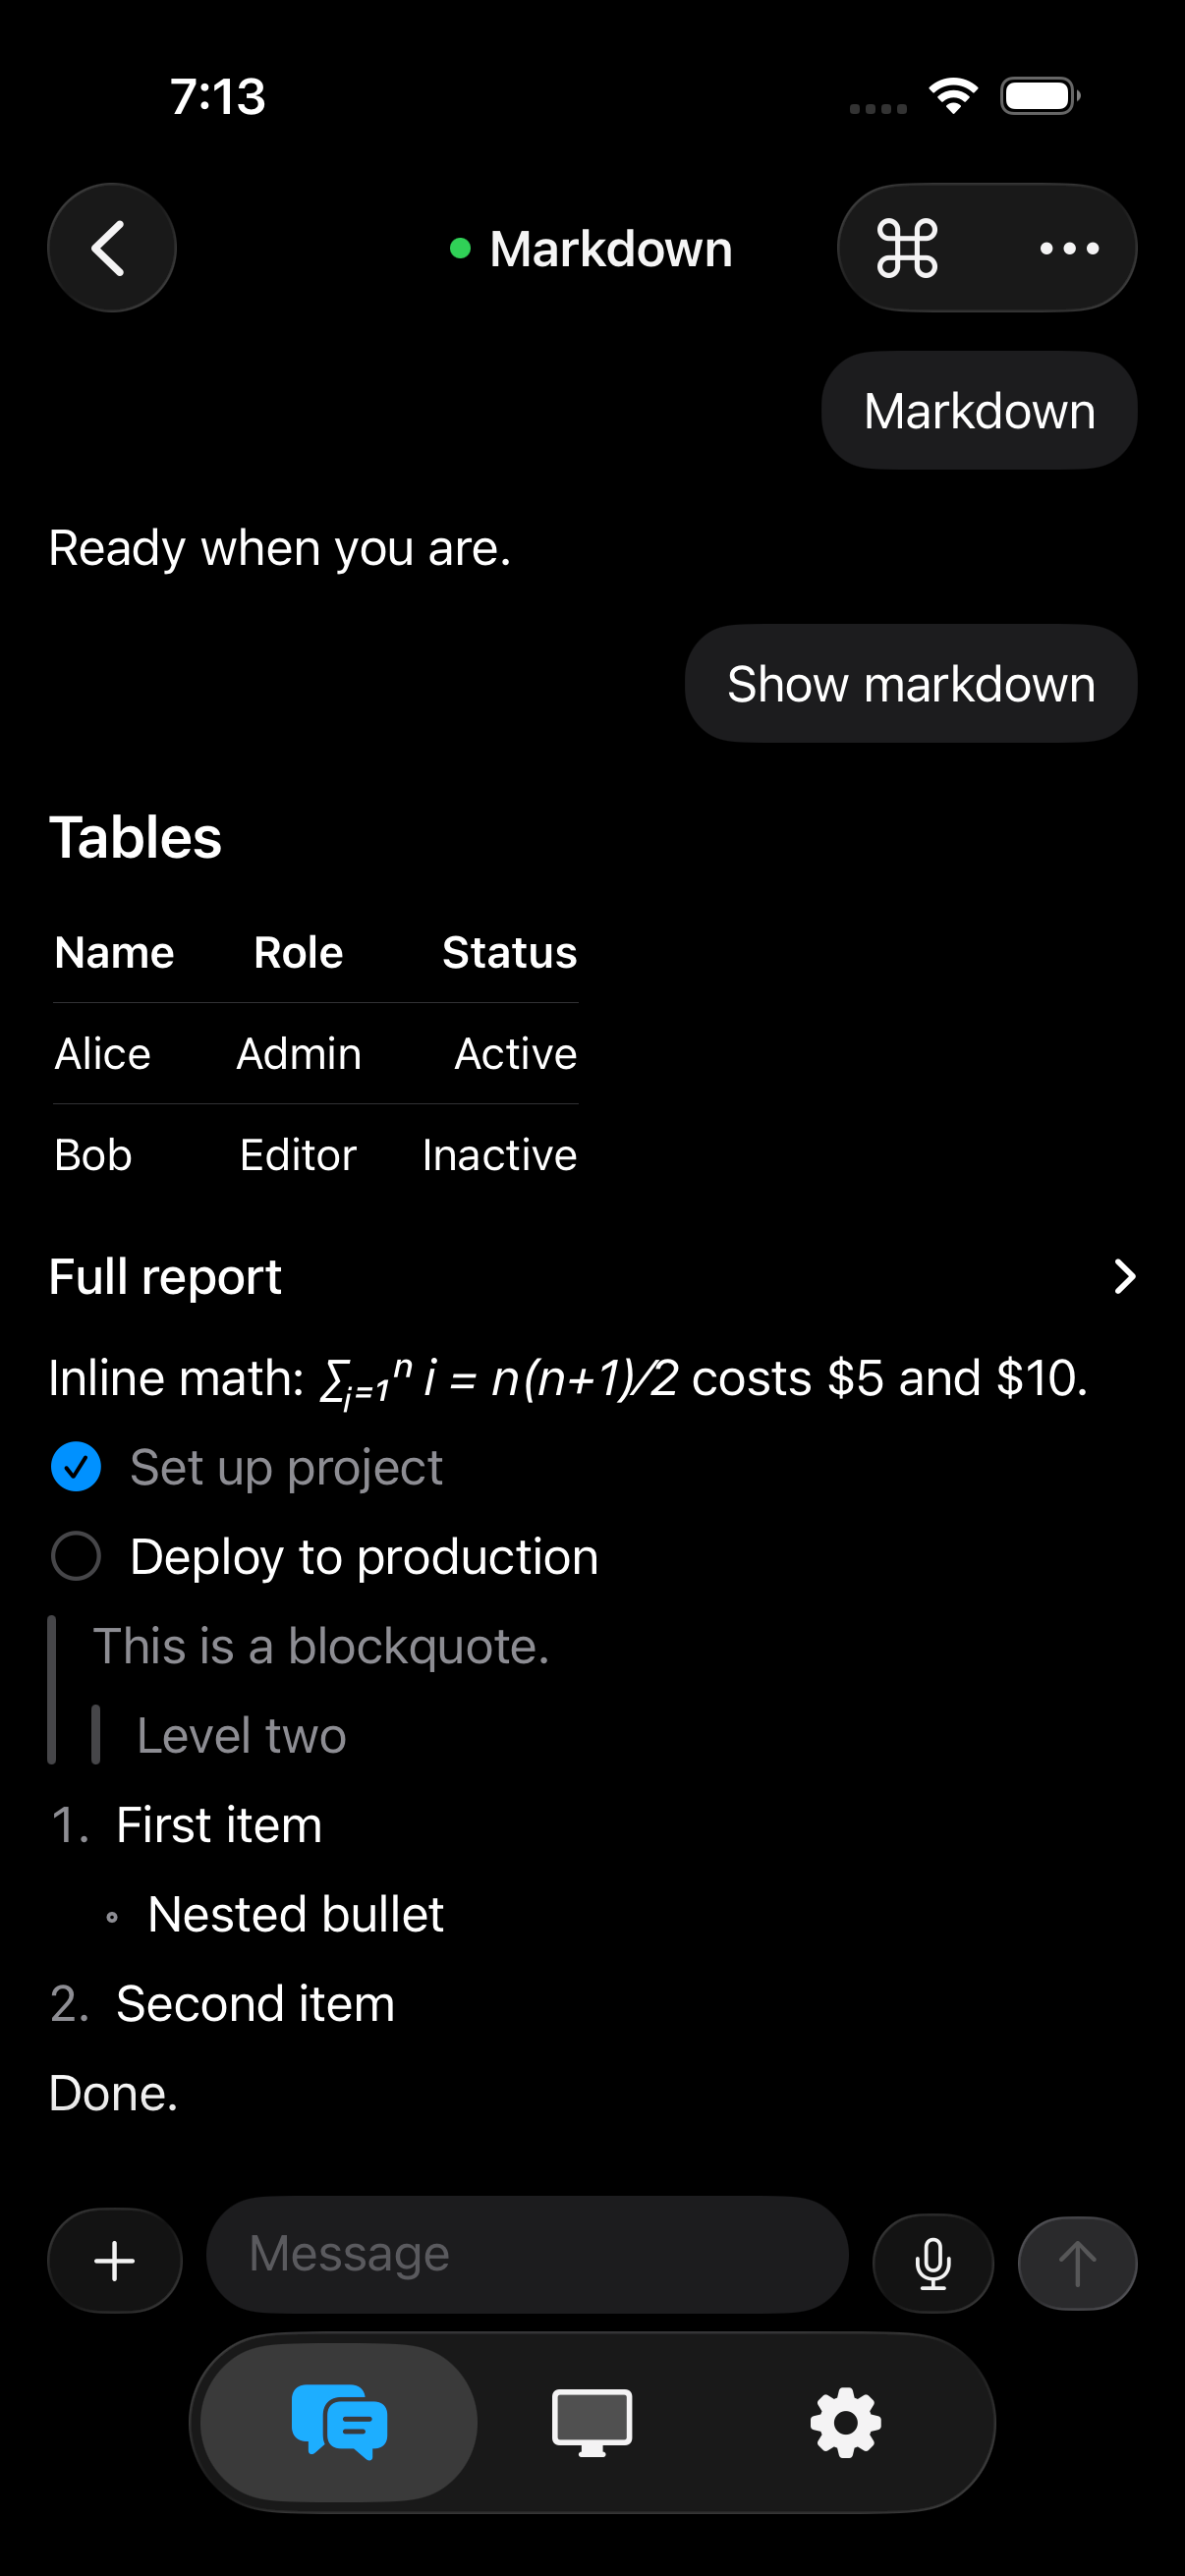 7:13
Markdown
Markdown
Ready when you are.
Show markdown
Tables
Name Role Status
Alice Admin Active
Bob Editor Inactive
Full report
Inline math: ∑ᵢ₌₁ⁿ i = n(n+1)/2 costs $5 and $10.
Set up project
Deploy to production
This is a blockquote.
Level two
1. First item
Nested bullet
2. Second item
Done.
Message